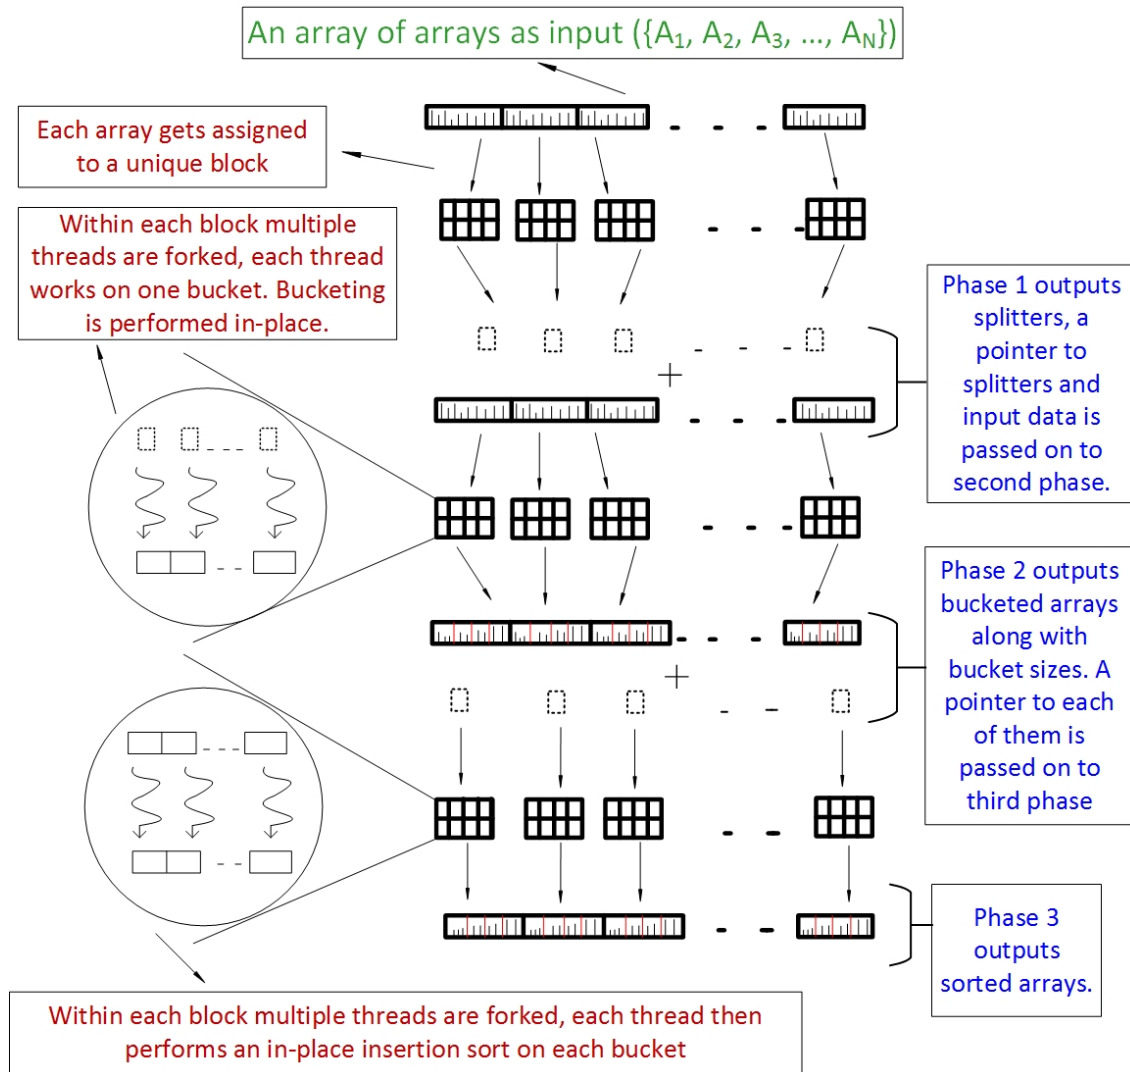 An array of arrays as input ({A₁, A₂, A₃, ..., A_N})
Each array gets assigned
to a unique block
Within each block multiple
threads are forked, each thread
works on one bucket. Bucketing
is performed in-place.
Phase 1 outputs
splitters, a
pointer to
splitters and
input data is
passed on to
second phase.
+
Phase 2 outputs
bucketed arrays
along with
bucket sizes. A
pointer to each
of them is
passed on to
third phase
+
Phase 3
outputs
sorted arrays.
Within each block multiple threads are forked, each thread then
performs an in-place insertion sort on each bucket